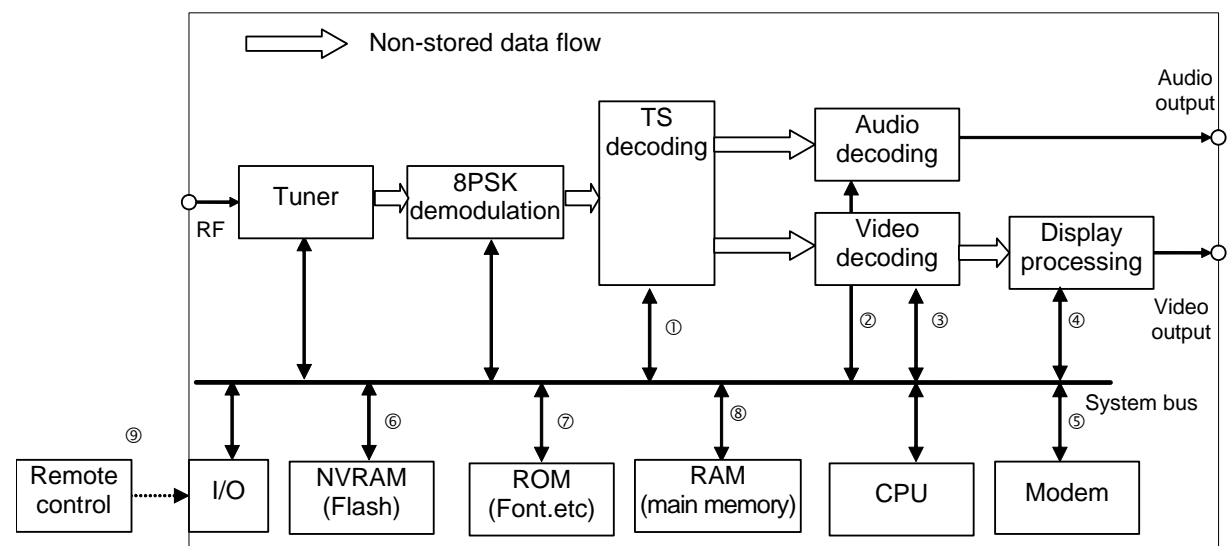 Non-stored data flow
Audio
output
TS
decoding
Audio
decoding
Tuner
8PSK
demodulation
RF
Video
decoding
Display
processing
Video
output
①
②
③
④
System bus
⑨
⑥
⑦
⑧
⑤
Remote
control
I/O
NVRAM
(Flash)
ROM
(Font.etc)
RAM
(main memory)
CPU
Modem